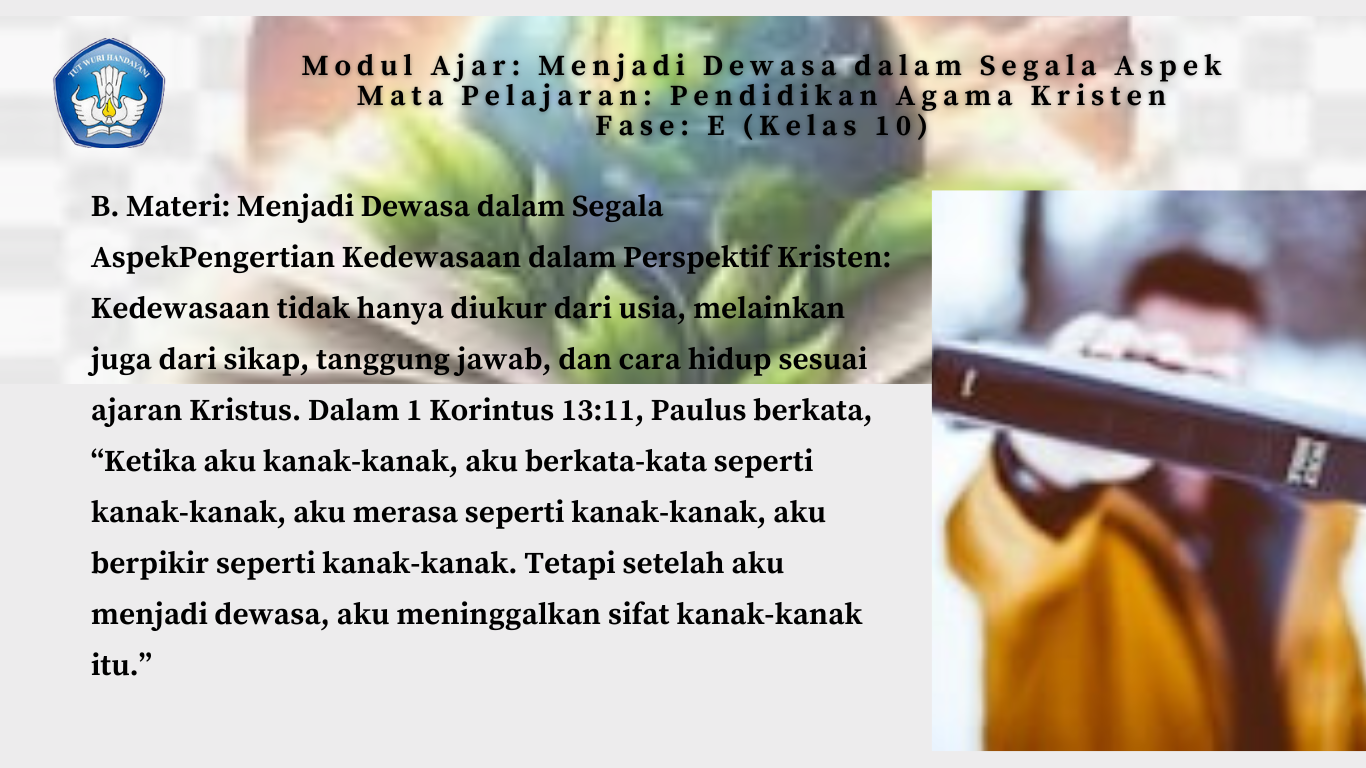 TUT WURI HANDAYANI
Modul Ajar: Menjadi Dewasa dalam Segala Aspek
Mata Pelajaran: Pendidikan Agama Kristen
Fase: E (Kelas 10)
B. Materi: Menjadi Dewasa dalam Segala
AspekPengertian Kedewasaan dalam Perspektif Kristen:
Kedewasaan tidak hanya diukur dari usia, melainkan
juga dari sikap, tanggung jawab, dan cara hidup sesuai
ajaran Kristus. Dalam 1 Korintus 13:11, Paulus berkata,
“Ketika aku kanak-kanak, aku berkata-kata seperti
kanak-kanak, aku merasa seperti kanak-kanak, aku
berpikir seperti kanak-kanak. Tetapi setelah aku
menjadi dewasa, aku meninggalkan sifat kanak-kanak
itu.”